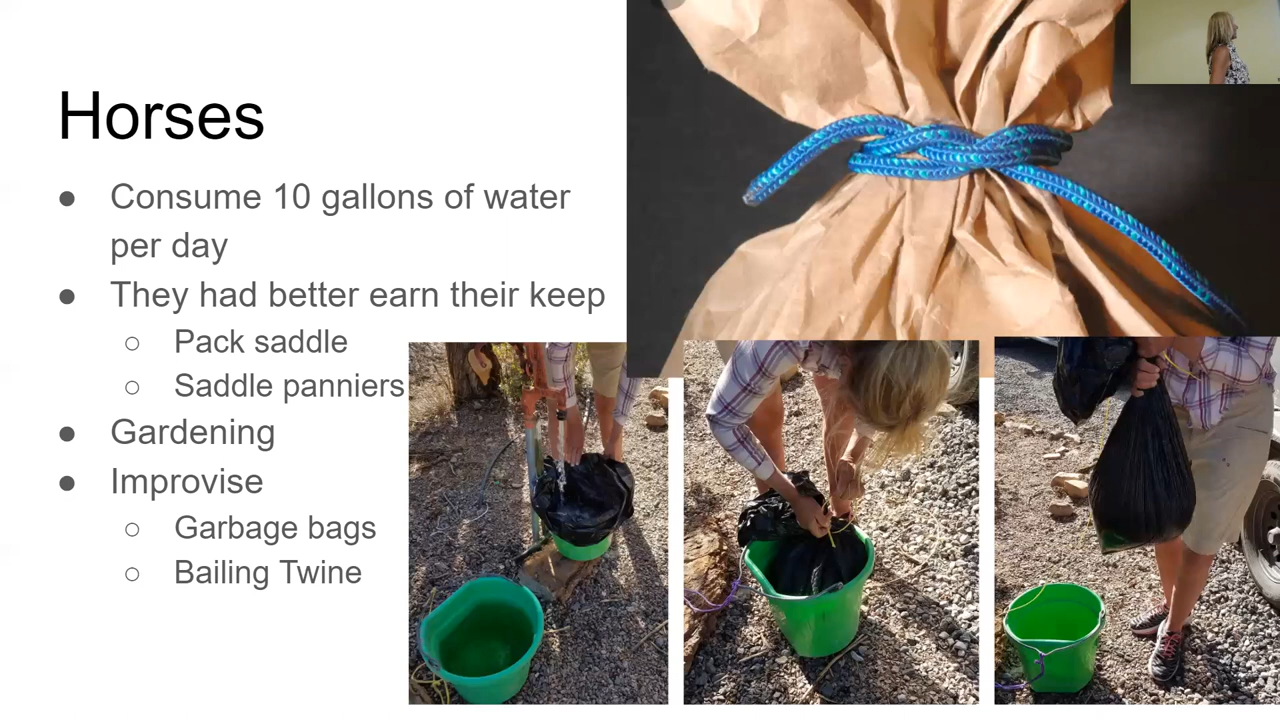 Horses
● Consume 10 gallons of water
per day
● They had better earn their keep
○ Pack saddle
○ Saddle panniers
● Gardening
● Improvise
○ Garbage bags
○ Bailing Twine